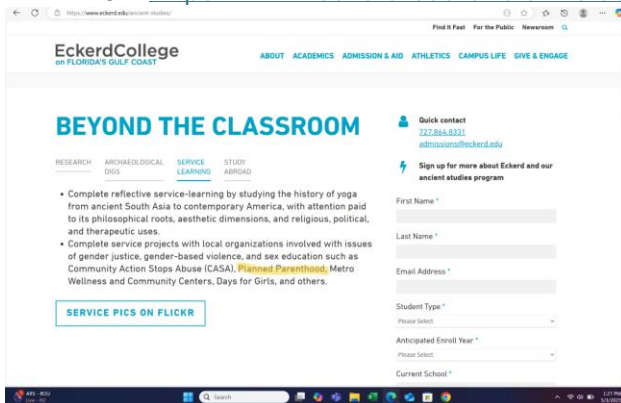 https://www.eckerd.edu/ancient-studies/
Find It Fast For the Public Newsroom
EckerdCollege
on FLORIDA'S GULF COAST
ABOUT ACADEMICS ADMISSION & AID ATHLETICS CAMPUS LIFE GIVE & ENGAGE
BEYOND THE CLASSROOM
RESEARCH ARCHAEOLOGICAL DIGS SERVICE LEARNING STUDY ABROAD
• Complete reflective service-learning by studying the history of yoga
from ancient South Asia to contemporary America, with attention paid
to its philosophical roots, aesthetic dimensions, and religious, political,
and therapeutic uses.
• Complete service projects with local organizations involved with issues
of gender justice, gender-based violence, and sex education such as
Community Action Stops Abuse (CASA), Planned Parenthood, Metro
Wellness and Community Centers, Days for Girls, and others.
SERVICE PICS ON FLICKR
Quick contact
727.864.8331
admissions@eckerd.edu
Sign up for more about Eckerd and our
ancient studies program
First Name *
Last Name *
Email Address *
Student Type *
Please Select
Anticipated Enroll Year *
Please Select
Current School *
Search
1:27 PM